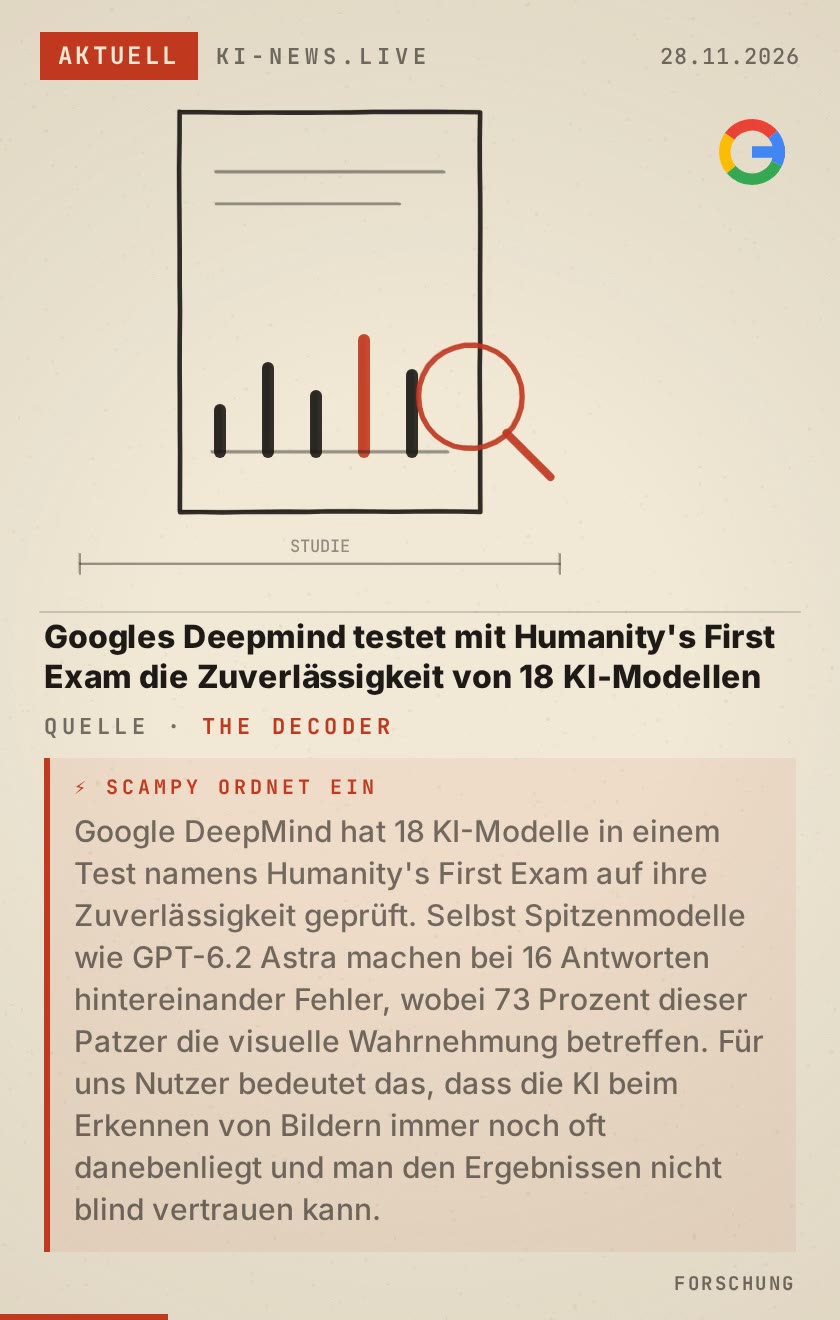 AKTUELL KI-NEWS.LIVE 28.11.2026
STUDIE
Googles Deepmind testet mit Humanity's First
Exam die Zuverlässigkeit von 18 KI-Modellen
QUELLE · THE DECODER
⚡ SCAMPY ORDNET EIN
Google DeepMind hat 18 KI-Modelle in einem
Test namens Humanity's First Exam auf ihre
Zuverlässigkeit geprüft. Selbst Spitzenmodelle
wie GPT-6.2 Astra machen bei 16 Antworten
hintereinander Fehler, wobei 73 Prozent dieser
Patzer die visuelle Wahrnehmung betreffen. Für
uns Nutzer bedeutet das, dass die KI beim
Erkennen von Bildern immer noch oft
danebenliegt und man den Ergebnissen nicht
blind vertrauen kann.
FORSCHUNG